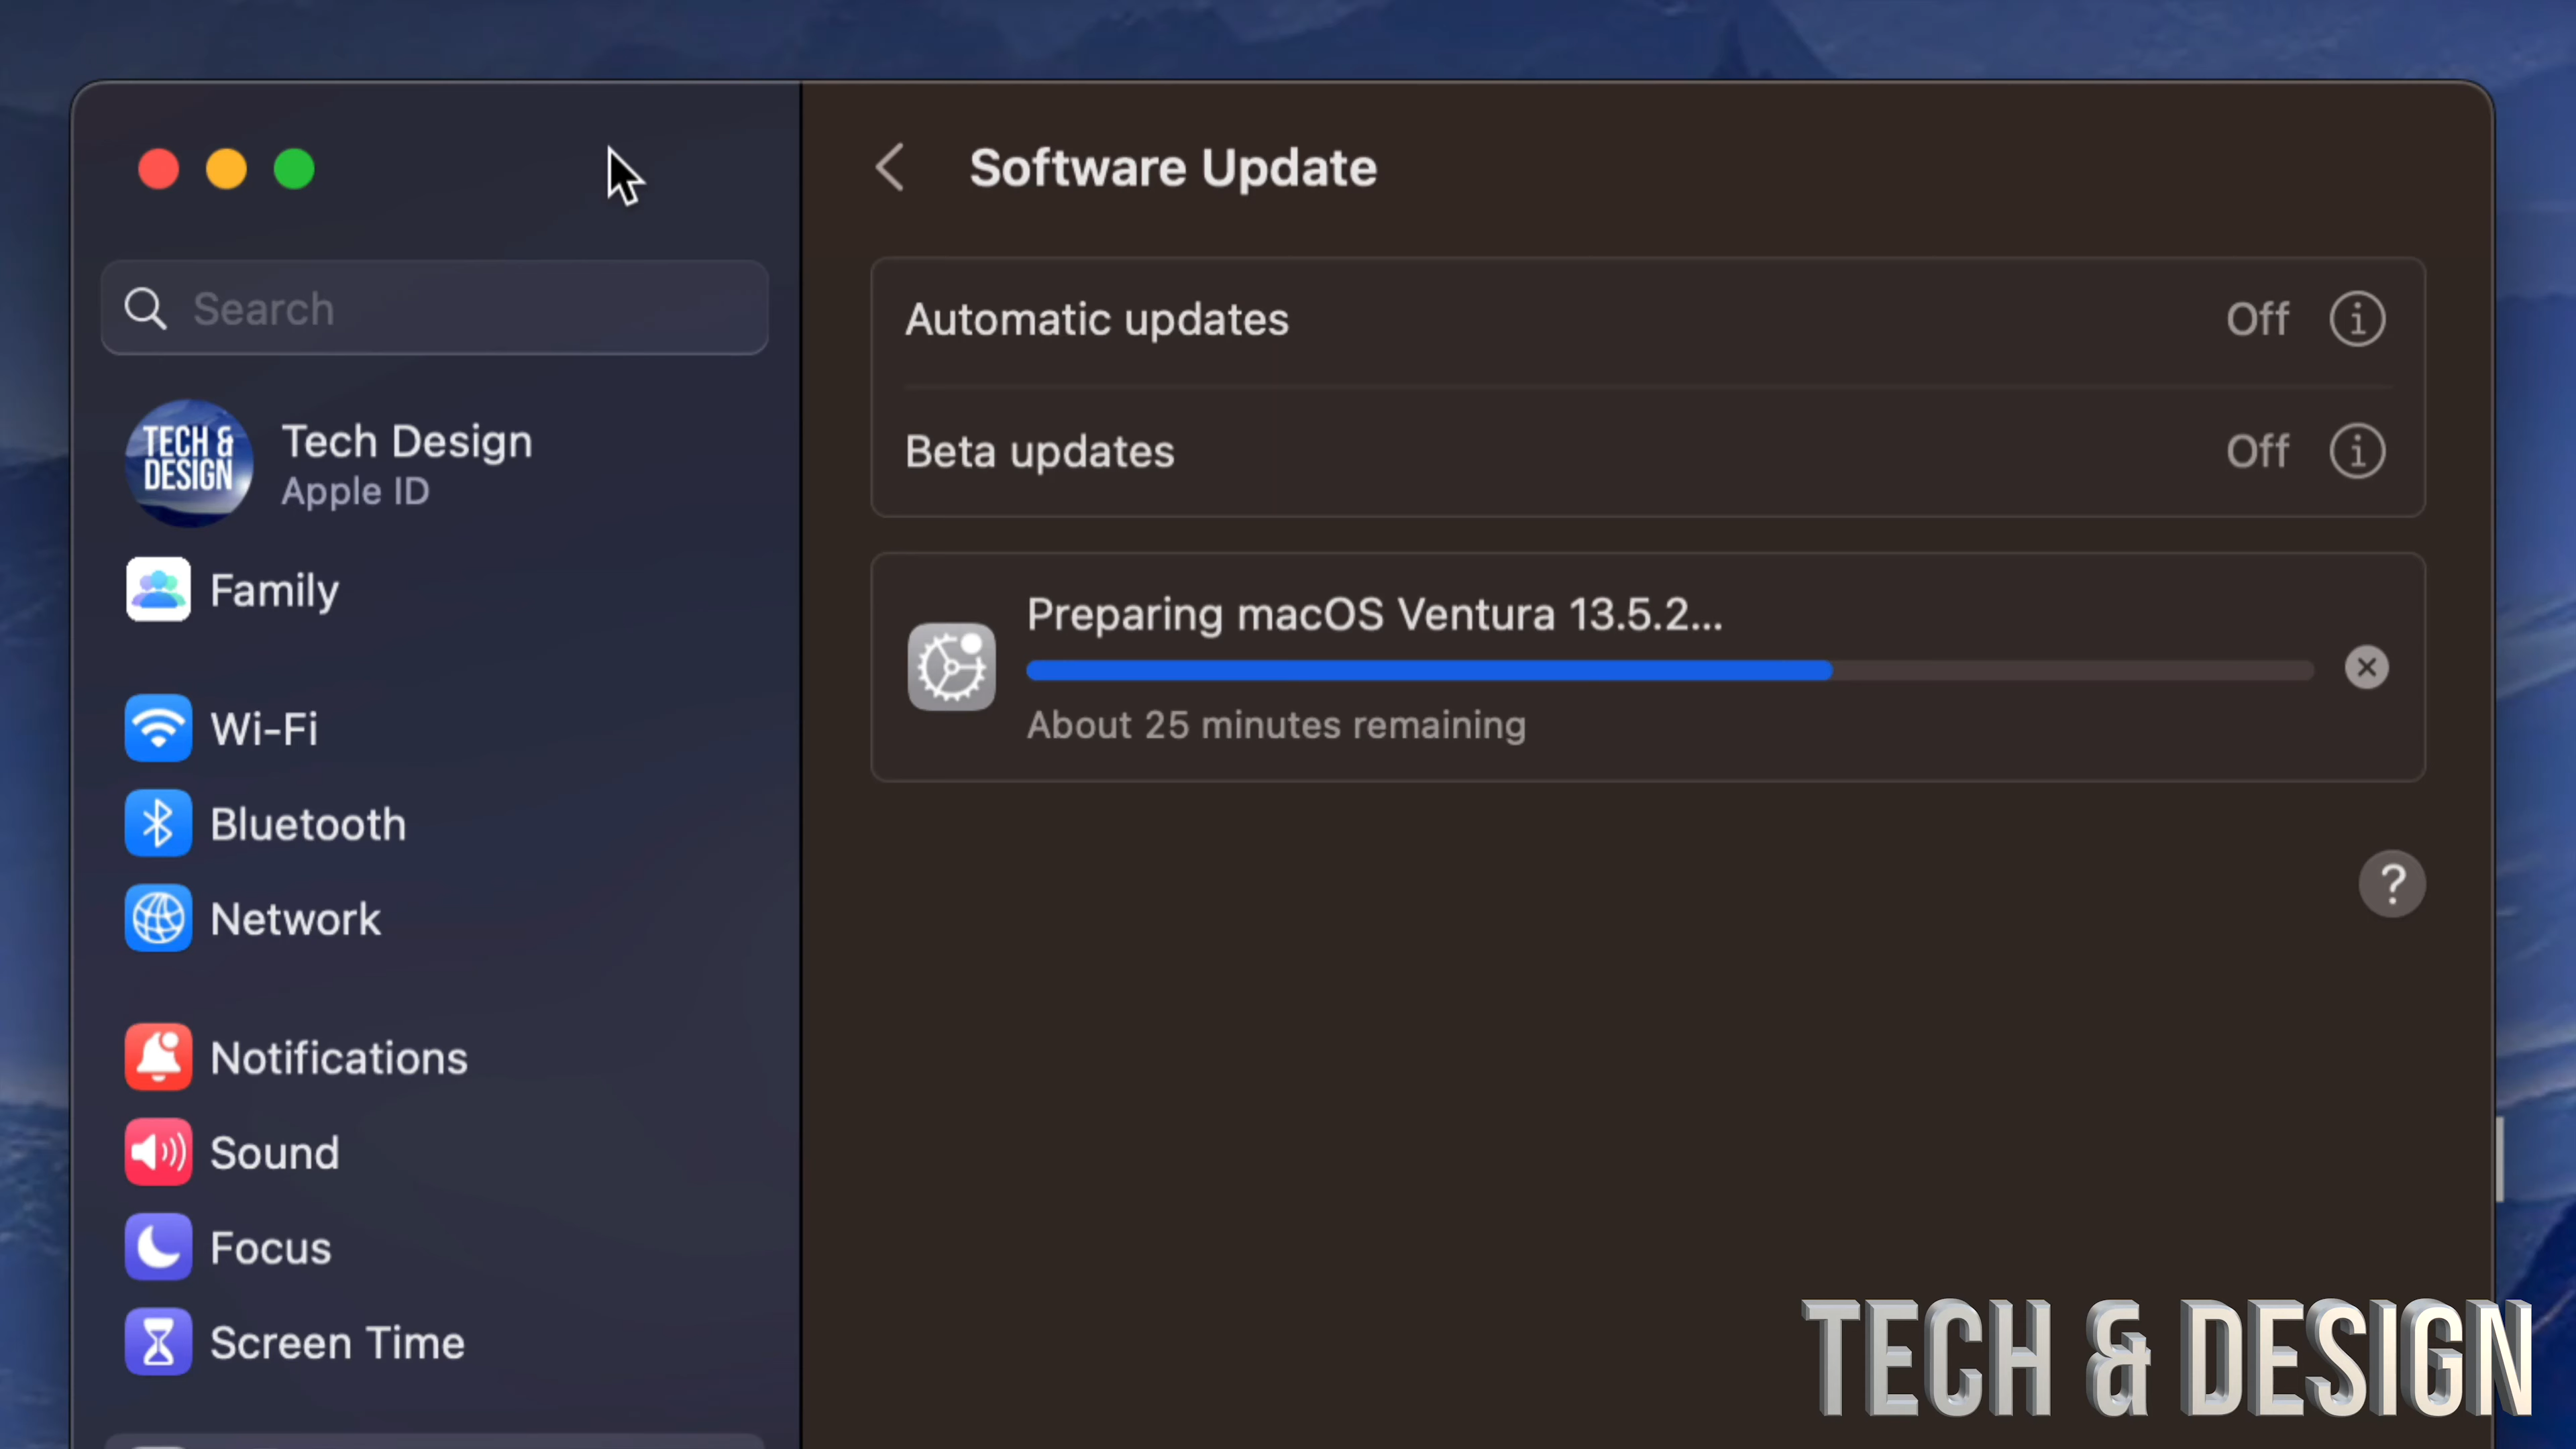 Search
TECH &
DESIGN
Tech Design
Apple ID
Family
Wi-Fi
Bluetooth
Network
Notifications
Sound
Focus
Screen Time
Software Update
Automatic updates Off
Beta updates Off
Preparing macOS Ventura 13.5.2...
About 25 minutes remaining
?
TECH & DESIGN